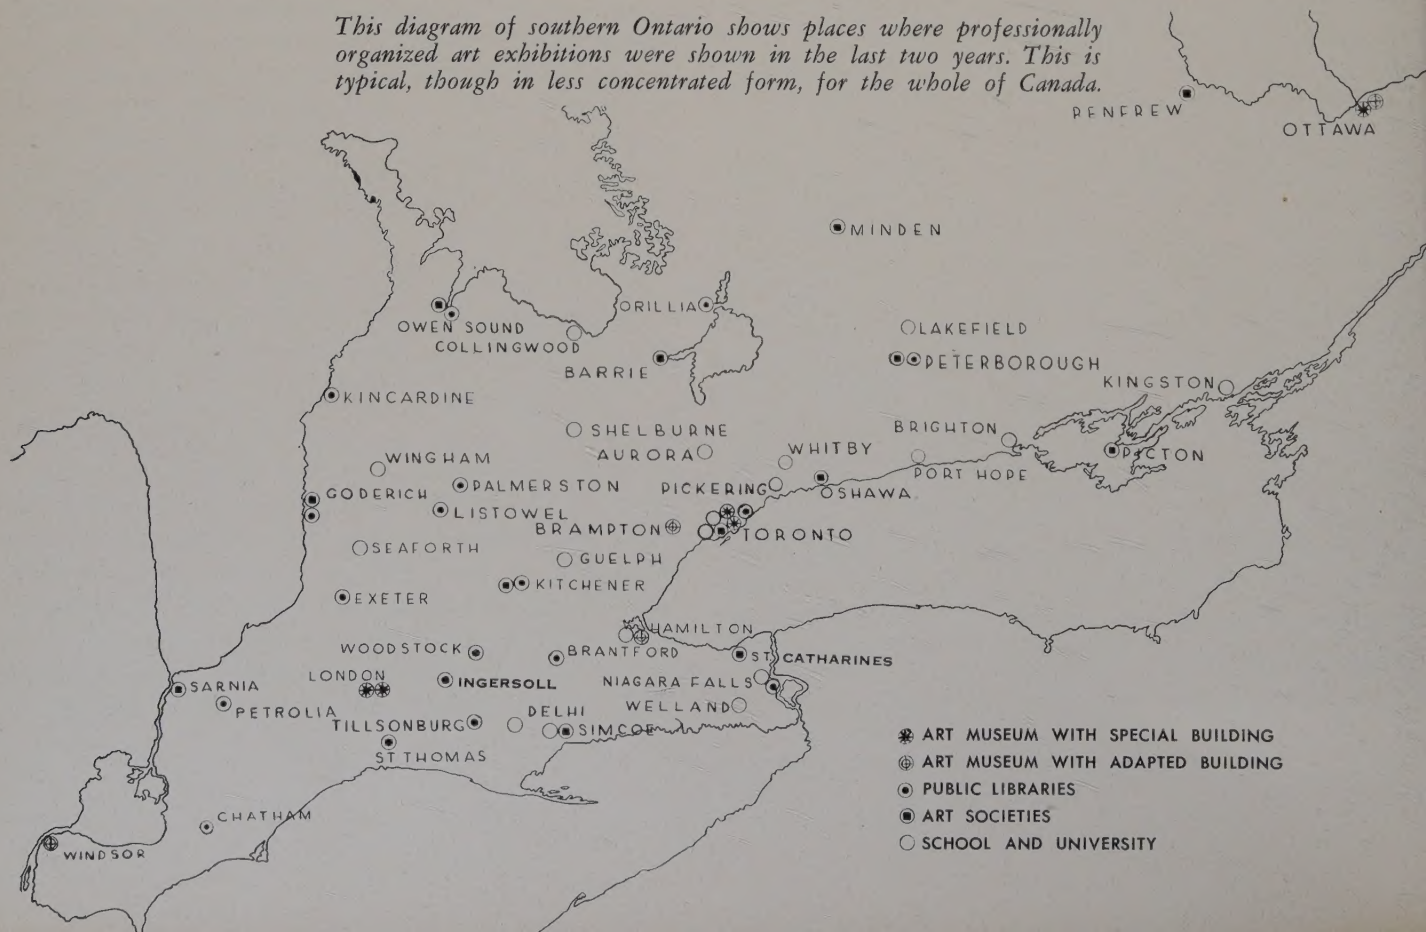 This diagram of southern Ontario shows places where professionally
organized art exhibitions were shown in the last two years. This is
typical, though in less concentrated form, for the whole of Canada.
RENFREW
OTTAWA
MINDEN
ORILLIA
OWEN SOUND
COLLINGWOOD
LAKEFIELD
BARRIE
PETERBOROUGH
KINGSTON
KINCARDINE
SHELBURNE
BRIGHTON
AURORA
WHITBY
WINGHAM
PICTON
PORT HOPE
GODERICH
PALMERSTON
PICKERING
OSHAWA
LISTOWEL
BRAMPTON
TORONTO
SEAFORTH
GUELPH
KITCHENER
EXETER
HAMILTON
WOODSTOCK
BRANTFORD
ST CATHARINES
SARNIA
LONDON
INGERSOLL
NIAGARA FALLS
PETROLIA
TILLSONBURG
DELHI
WELLAND
SIMCOE
ST THOMAS
CHATHAM
WINDSOR
ART MUSEUM WITH SPECIAL BUILDING
ART MUSEUM WITH ADAPTED BUILDING
PUBLIC LIBRARIES
ART SOCIETIES
SCHOOL AND UNIVERSITY